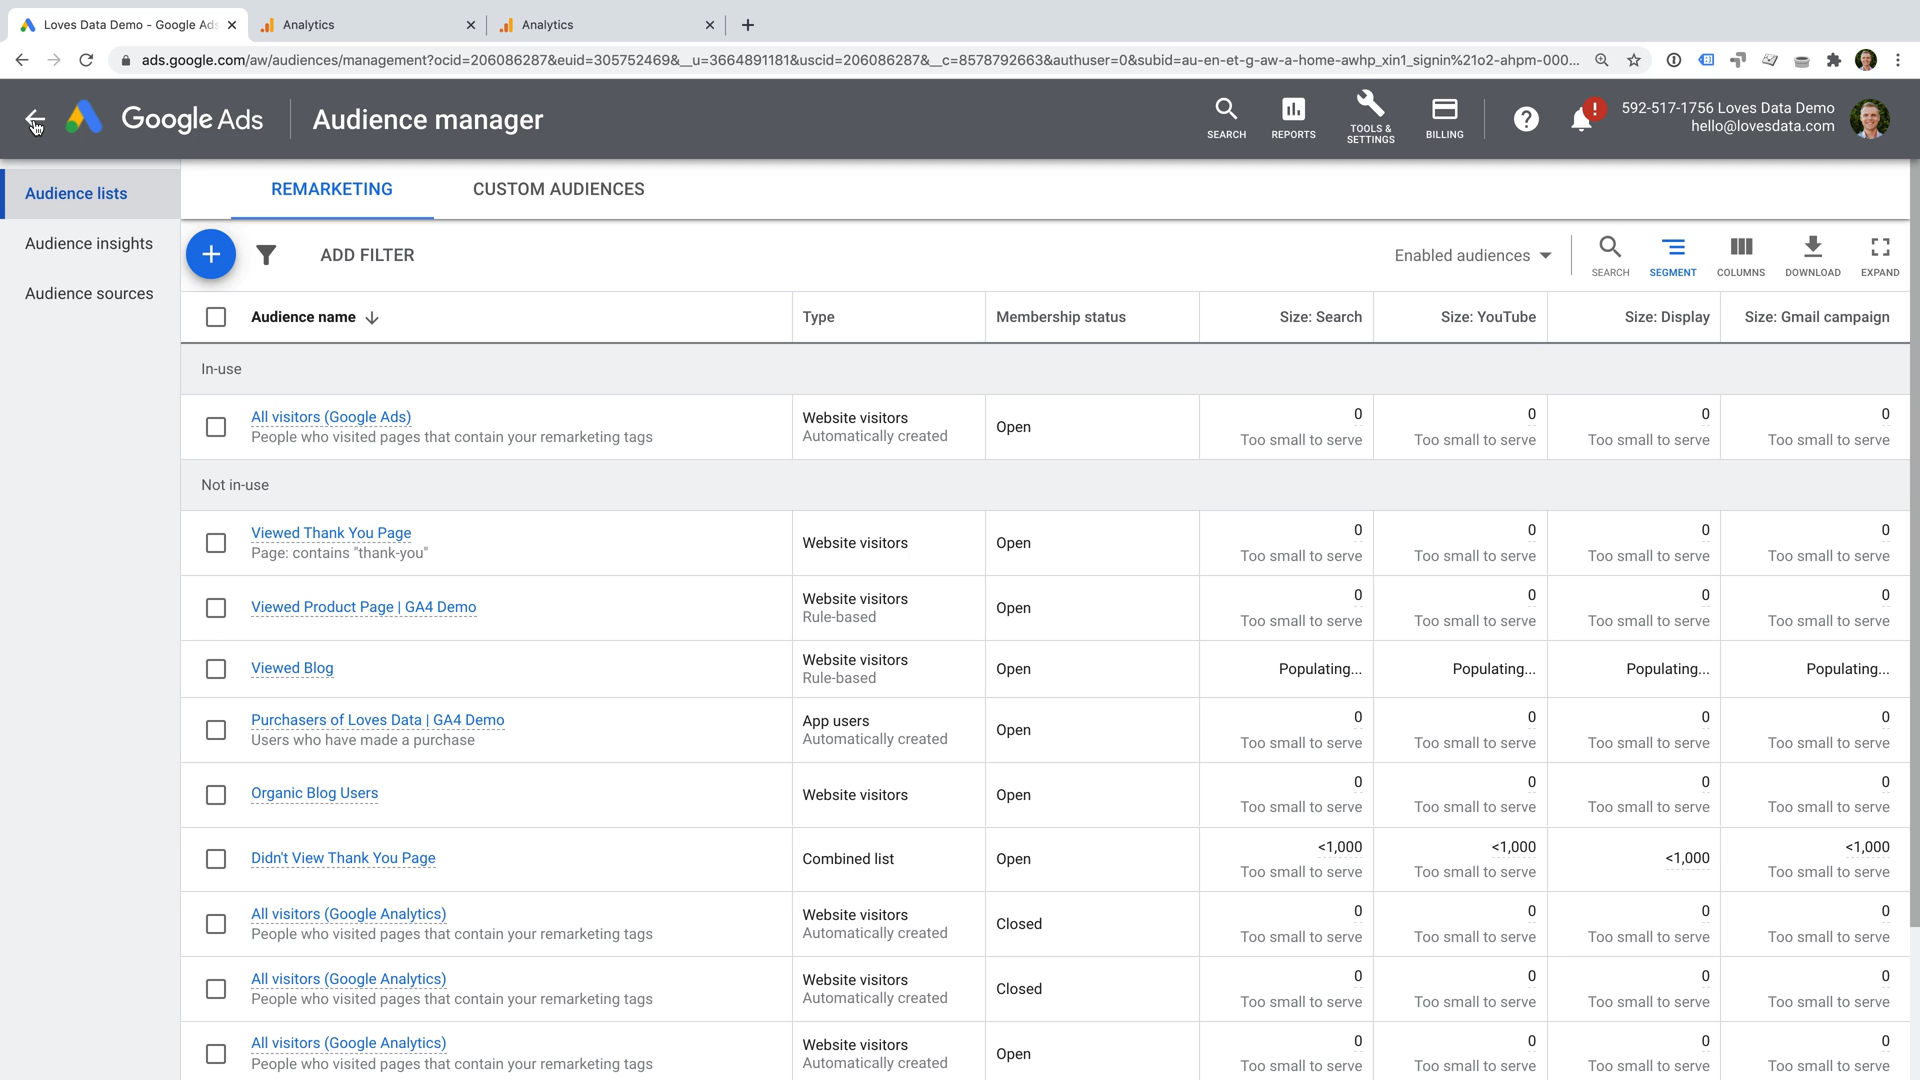 Loves Data Demo - Google Ads
Analytics
Analytics
ads.google.com/aw/audiences/management?ocid=206086287&euid=305752469&__u=3664891181&uscid=206086287&__c=8578792663&authuser=0&subid=au-en-et-g-aw-a-home-awhp_xin1_signin%21o2-ahpm-000...
Google Ads
Audience manager
SEARCH
REPORTS
TOOLS &
SETTINGS
BILLING
?
!
592-517-1756 Loves Data Demo
hello@lovesdata.com
Audience lists
Audience insights
Audience sources
REMARKETING CUSTOM AUDIENCES
ADD FILTER
Enabled audiences
SEARCH
SEGMENT
COLUMNS
DOWNLOAD
EXPAND
Audience name Type Membership status Size: Search Size: YouTube Size: Display Size: Gmail campaign
In-use
All visitors (Google Ads) Website visitors Open 0 0 0 0
People who visited pages that contain your remarketing tags Automatically created Too small to serve Too small to serve Too small to serve Too small to serve
Not in-use
Viewed Thank You Page Website visitors Open 0 0 0 0
Page: contains "thank-you" Too small to serve Too small to serve Too small to serve Too small to serve
Viewed Product Page | GA4 Demo Website visitors Open 0 0 0 0
Rule-based Too small to serve Too small to serve Too small to serve Too small to serve
Viewed Blog Website visitors Open Populating... Populating... Populating... Populating...
Rule-based
Purchasers of Loves Data | GA4 Demo App users Open 0 0 0 0
Users who have made a purchase Automatically created Too small to serve Too small to serve Too small to serve Too small to serve
Organic Blog Users Website visitors Open 0 0 0 0
Too small to serve Too small to serve Too small to serve Too small to serve
Didn't View Thank You Page Combined list Open <1,000 <1,000 <1,000 <1,000
Too small to serve Too small to serve Too small to serve
All visitors (Google Analytics) Website visitors Closed 0 0 0 0
People who visited pages that contain your remarketing tags Automatically created Too small to serve Too small to serve Too small to serve Too small to serve
All visitors (Google Analytics) Website visitors Closed 0 0 0 0
People who visited pages that contain your remarketing tags Automatically created Too small to serve Too small to serve Too small to serve Too small to serve
All visitors (Google Analytics) Website visitors Open 0 0 0 0
People who visited pages that contain your remarketing tags Automatically created Too small to serve Too small to serve Too small to serve Too small to serve